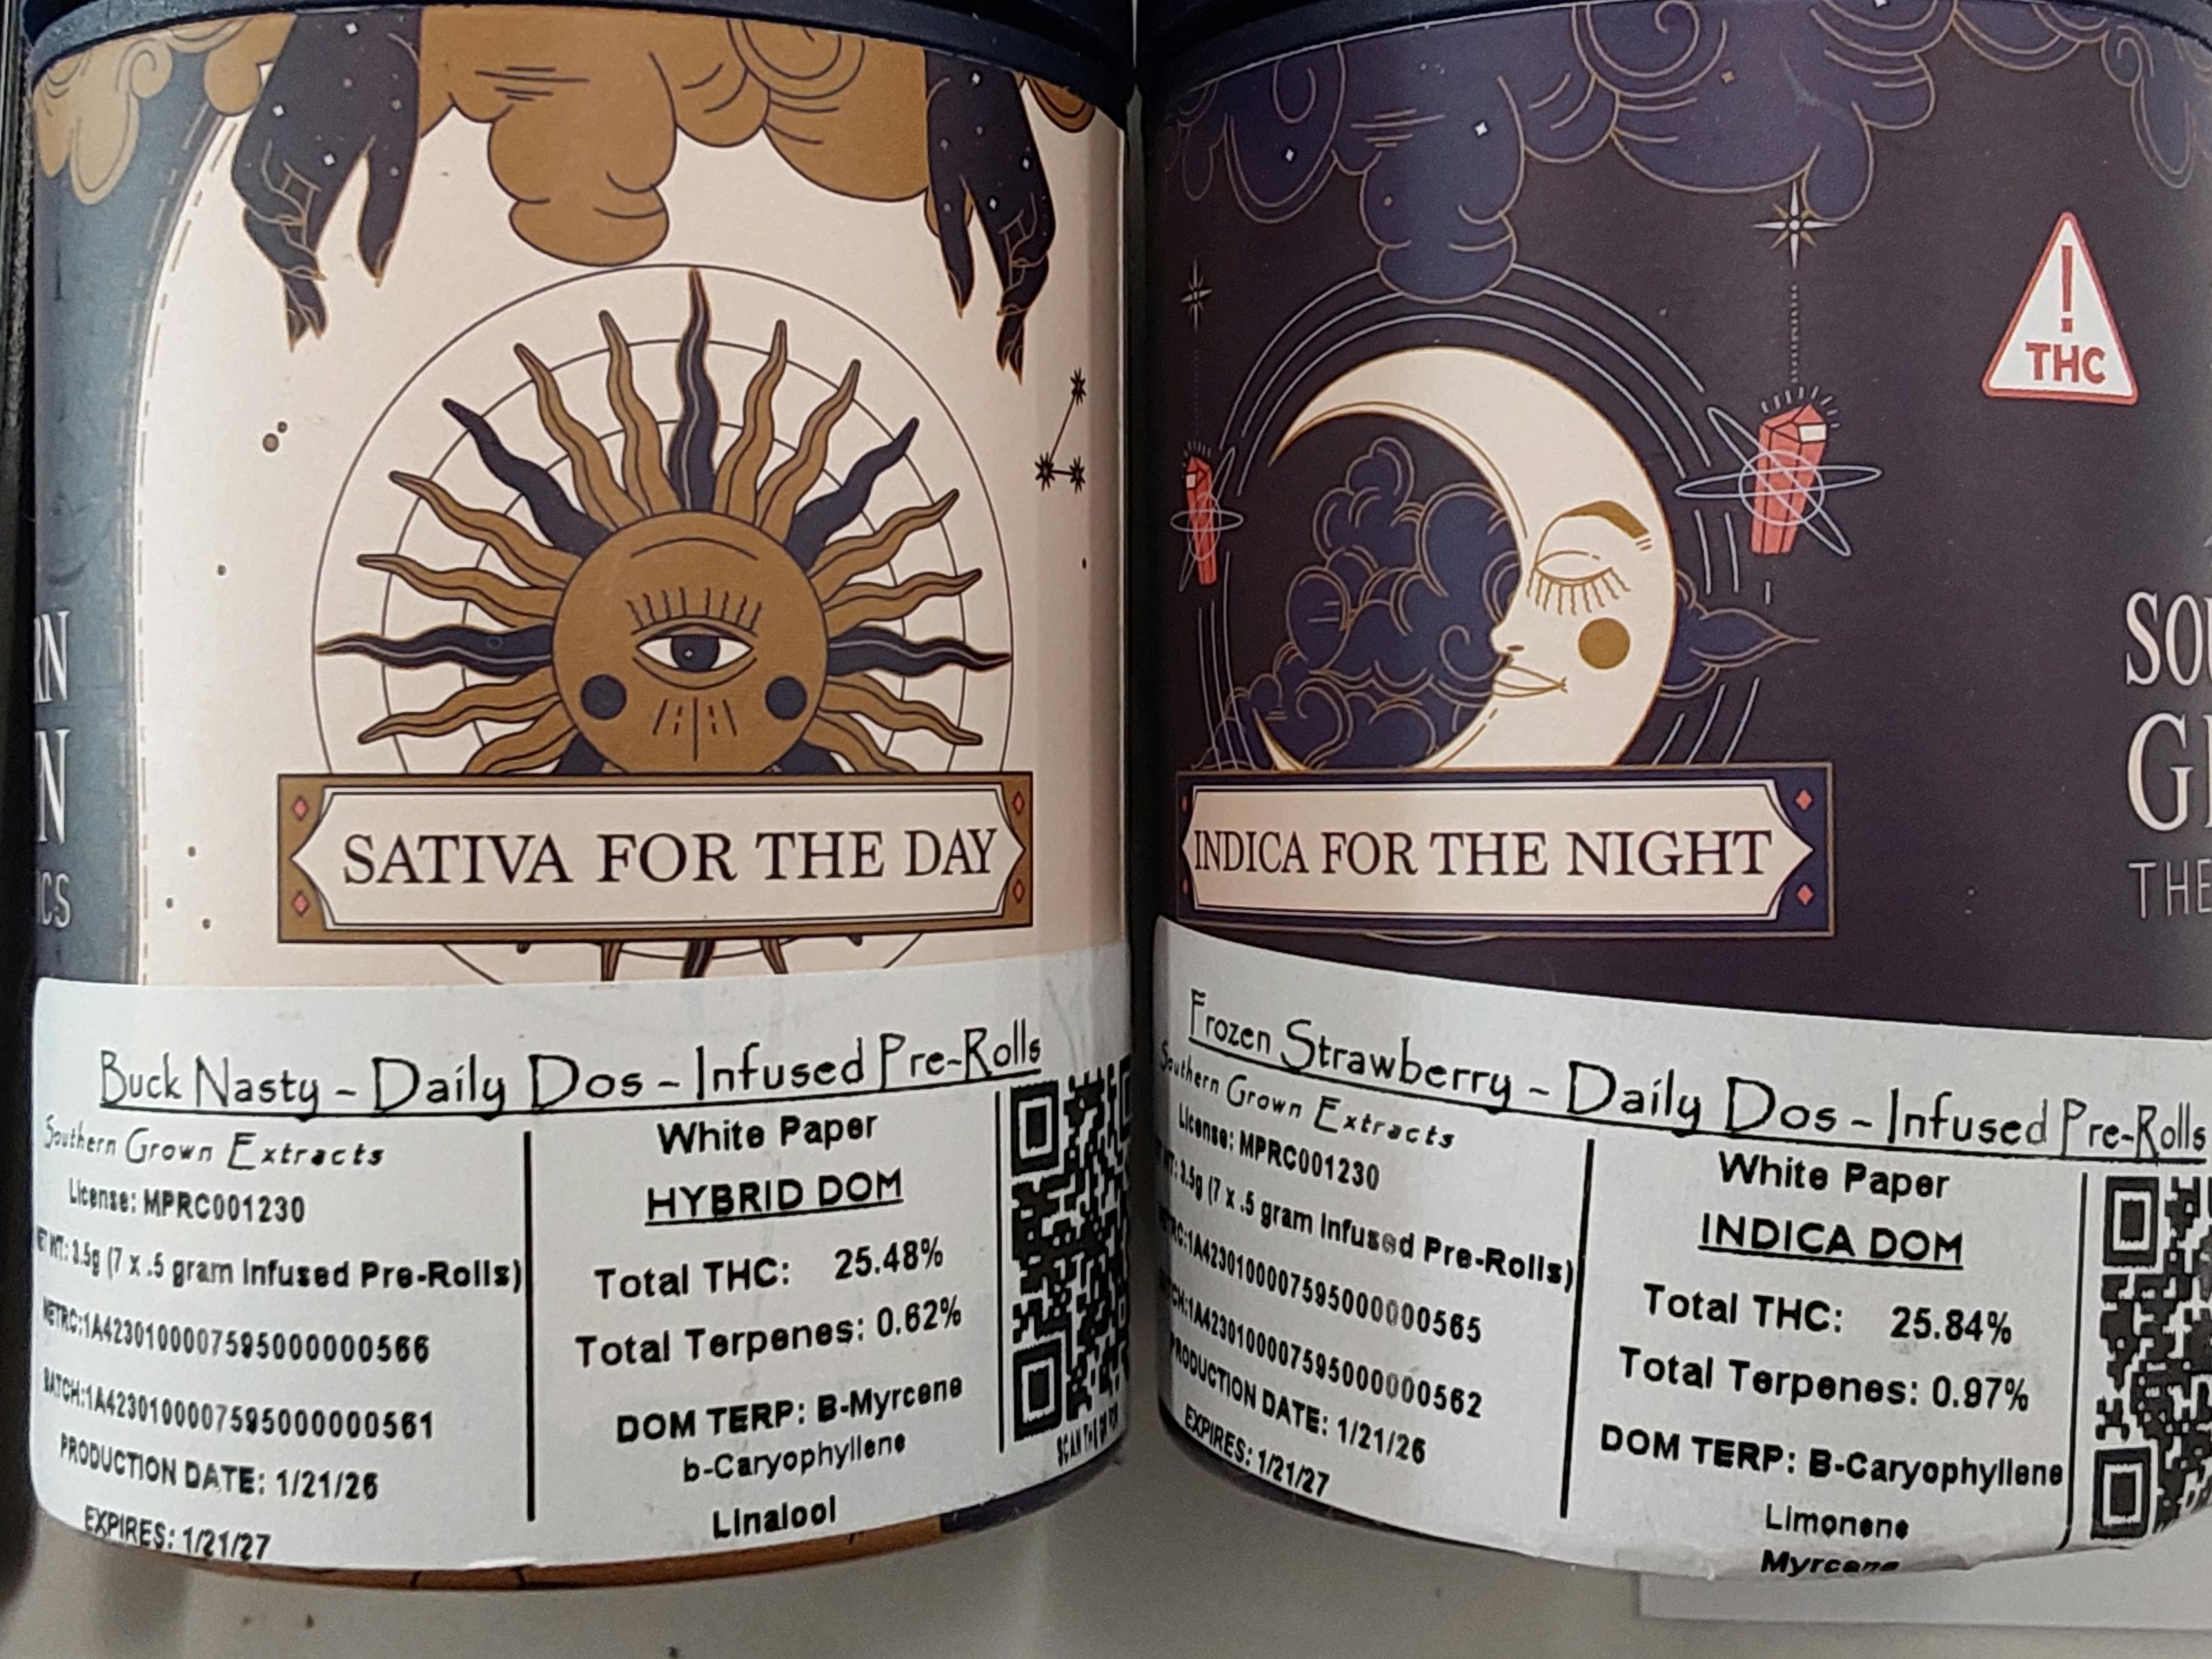 SATIVA FOR THE DAY
Buck Nasty - Daily Dos - Infused Pre-Rolls
Southern Grown Extracts
License: MPRC001230
WT: 3.5g (7 x .5 gram Infused Pre-Rolls)
METRC:1A4230100007595000000566
BATCH:1A4230100007595000000561
PRODUCTION DATE: 1/21/26
EXPIRES: 1/21/27
White Paper
HYBRID DOM
Total THC: 25.48%
Total Terpenes: 0.62%
DOM TERP: B-Myrcene
b-Caryophyllene
Linalool
INDICA FOR THE NIGHT
!
THC
THE
Frozen Strawberry - Daily Dos - Infused Pre-Rolls
Southern Grown Extracts
License: MPRC001230
3.5g (7 x .5 gram Infused Pre-Rolls)
:1A4230100007595000000565
:1A4230100007595000000562
PRODUCTION DATE: 1/21/26
EXPIRES: 1/21/27
White Paper
INDICA DOM
Total THC: 25.84%
Total Terpenes: 0.97%
DOM TERP: B-Caryophyllene
Limonene
Myrcene